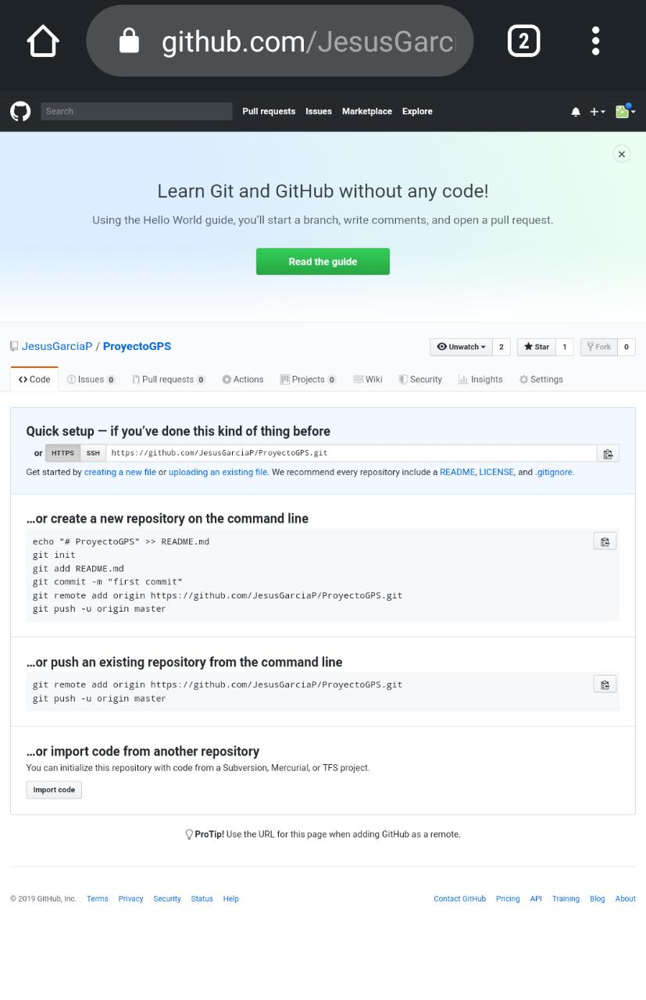 github.com/JesusGarci
2
Search
Pull requests Issues Marketplace Explore
Learn Git and GitHub without any code!
Using the Hello World guide, you’ll start a branch, write comments, and open a pull request.
Read the guide
JesusGarciaP / ProyectoGPS
Unwatch 2 Star 1 Fork 0
Code Issues 0 Pull requests 0 Actions Projects 0 Wiki Security Insights Settings
Quick setup — if you’ve done this kind of thing before
or HTTPS SSH https://github.com/JesusGarciaP/ProyectoGPS.git
Get started by creating a new file or uploading an existing file. We recommend every repository include a README, LICENSE, and .gitignore.
…or create a new repository on the command line
echo "# ProyectoGPS" >> README.md
git init
git add README.md
git commit -m "first commit"
git remote add origin https://github.com/JesusGarciaP/ProyectoGPS.git
git push -u origin master
…or push an existing repository from the command line
git remote add origin https://github.com/JesusGarciaP/ProyectoGPS.git
git push -u origin master
…or import code from another repository
You can initialize this repository with code from a Subversion, Mercurial, or TFS project.
Import code
ProTip! Use the URL for this page when adding GitHub as a remote.
© 2019 GitHub, Inc. Terms Privacy Security Status Help Contact GitHub Pricing API Training Blog About